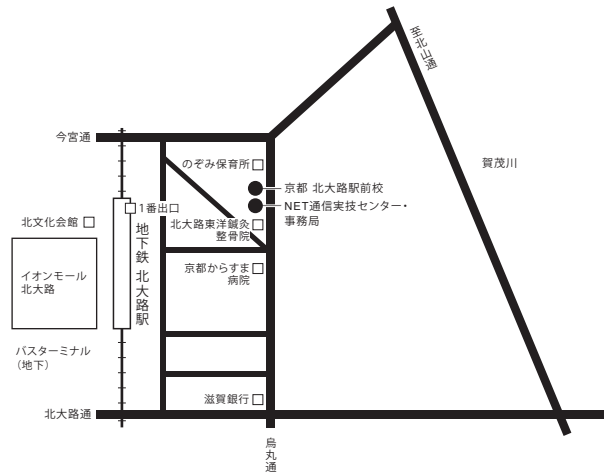 至北山通
今宮通
のぞみ保育所
賀茂川
京都 北大路駅前校
NET通信実技センター・
事務局
1番出口
北文化会館
北大路東洋鍼灸
整骨院
地下鉄 北大路駅
イオンモール
北大路
京都からすま
病院
バスターミナル
（地下）
滋賀銀行
北大路通
烏丸通